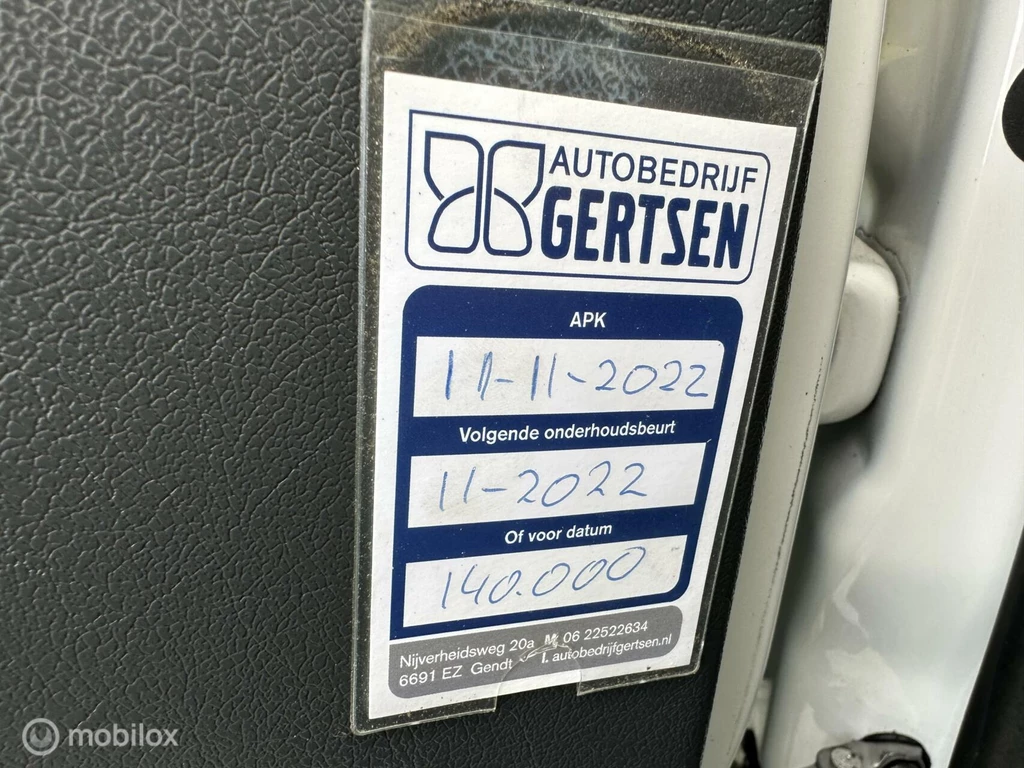 AUTOBEDRIJF
GERTSEN
APK
11-11-2022
Volgende onderhoudsbeurt
11-2022
Of voor datum
140.000
Nijverheidsweg 20a M. 06 22522634
6691 EZ Gendt I. autobedrijfgertsen.nl
mobilox